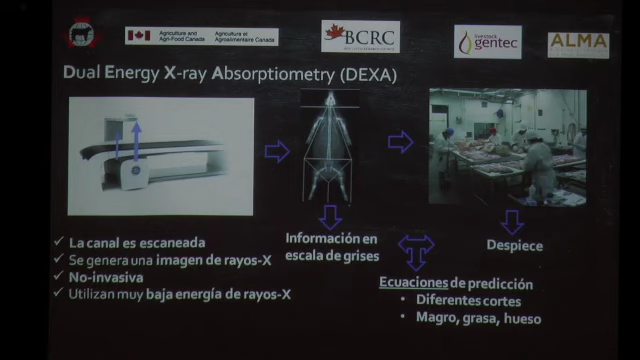 Agriculture and Agri-Food Canada
Agriculture et Agroalimentaire Canada
BCRC
livestock gentec
ALMA
Dual Energy X-ray Absorptiometry (DEXA)
✓ La canal es escaneada
✓ Se genera una imagen de rayos-X
✓ No-invasiva
✓ Utilizan muy baja energía de rayos-X
Información en
escala de grises
Despiece
Ecuaciones de predicción
• Diferentes cortes
• Magro, grasa, hueso